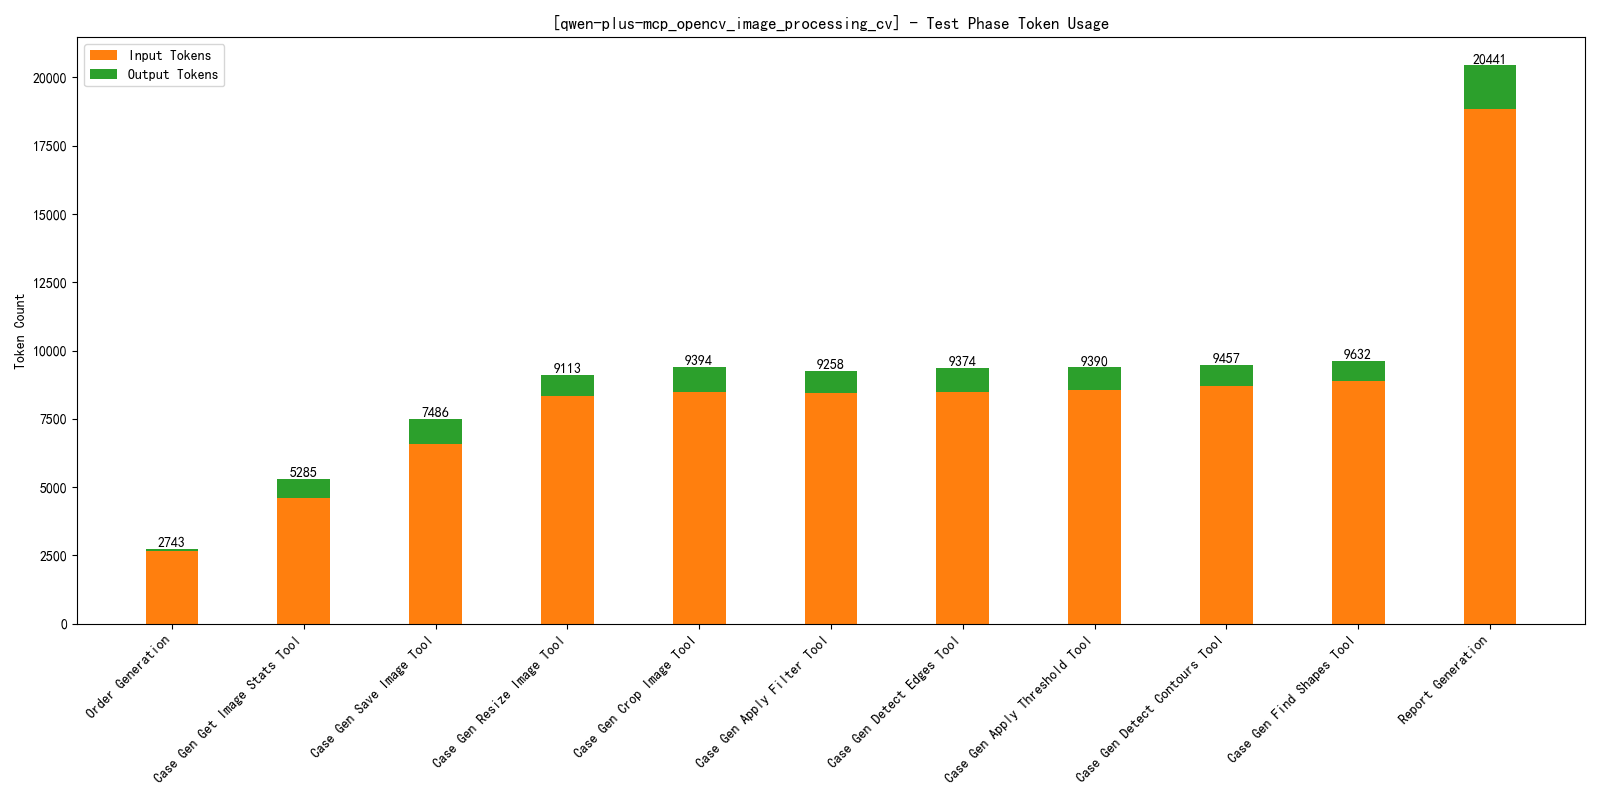 [qwen-plus-mcp_opencv_image_processing_cv] - Test Phase Token Usage
Input Tokens
Output Tokens
Token Count
20000
17500
15000
12500
10000
7500
5000
2500
0
2743
5285
7486
9113
9394
9258
9374
9390
9457
9632
20441
Order Generation
Case Gen Get Image Stats Tool
Case Gen Save Image Tool
Case Gen Resize Image Tool
Case Gen Crop Image Tool
Case Gen Apply Filter Tool
Case Gen Detect Edges Tool
Case Gen Apply Threshold Tool
Case Gen Detect Contours Tool
Case Gen Find Shapes Tool
Report Generation